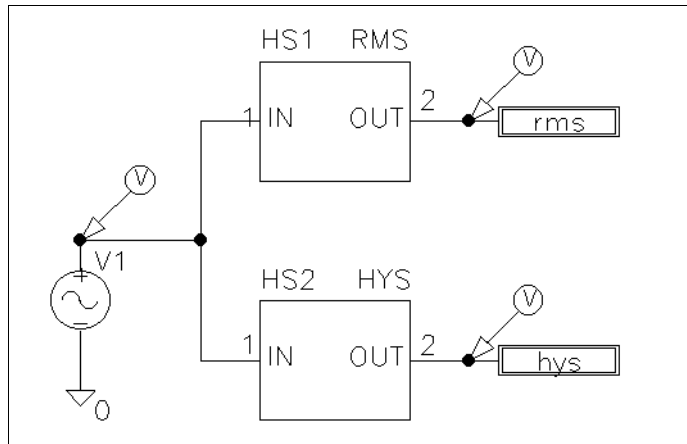 HS1 RMS
V
1 IN OUT 2
rms
V
V1
HS2 HYS
V
1 IN OUT 2
hys
0